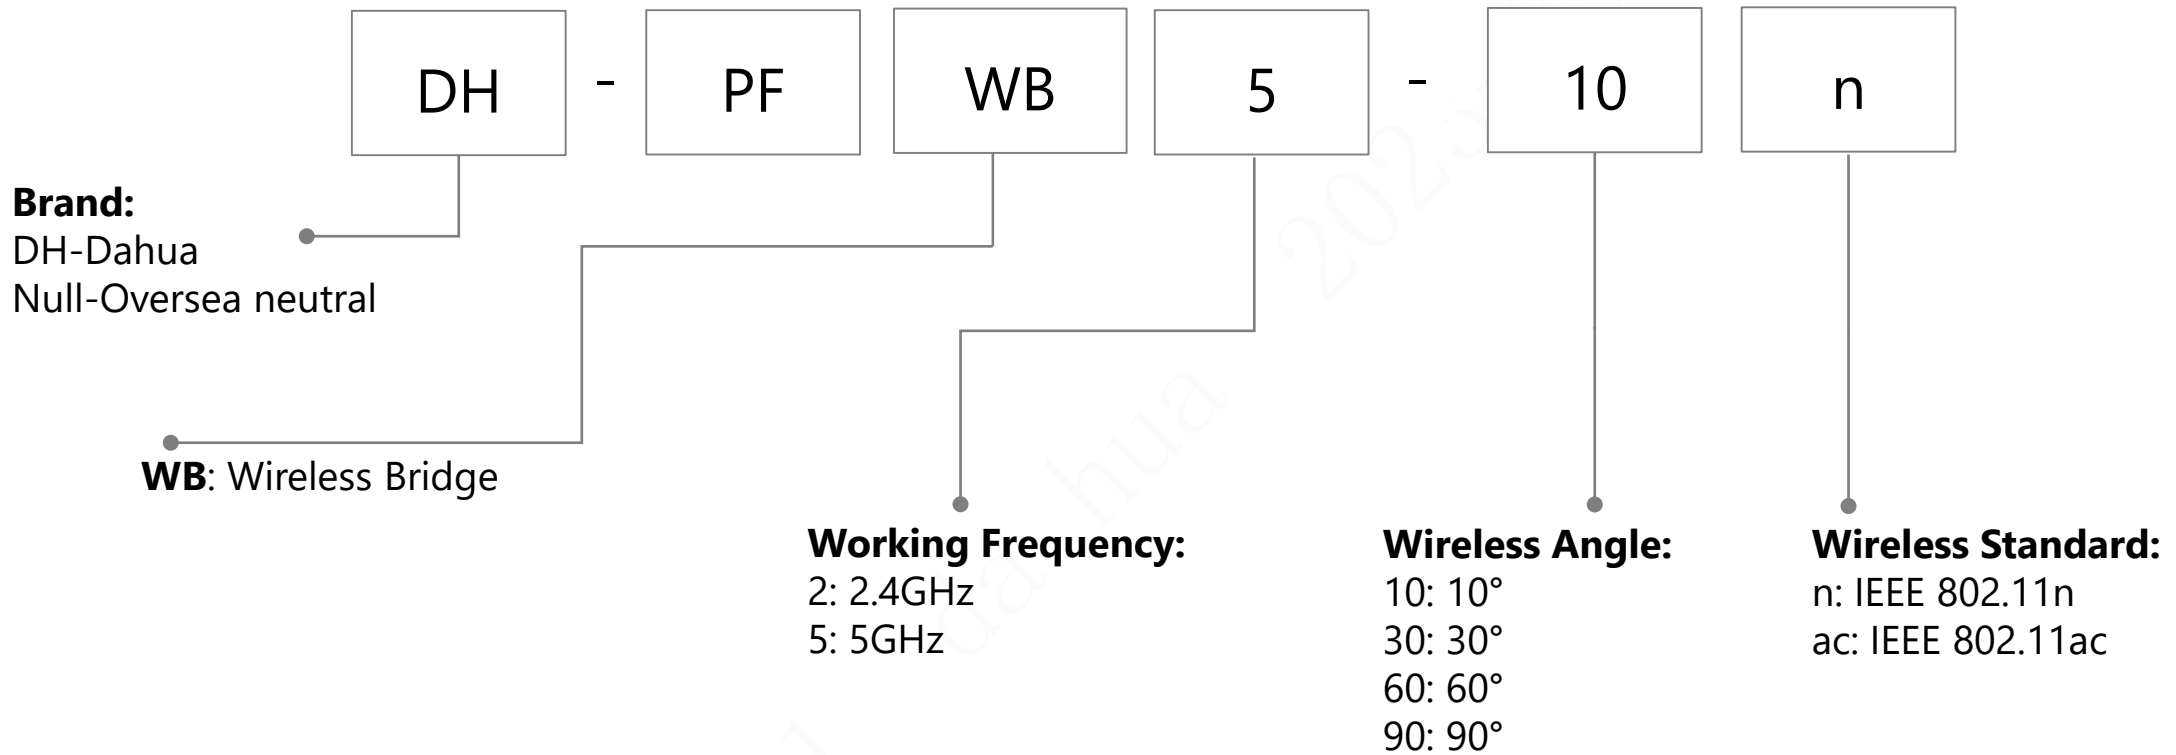 DH - PF WB 5 - 10 n
Brand:
DH-Dahua
Null-Oversea neutral
WB: Wireless Bridge
Working Frequency:
2: 2.4GHz
5: 5GHz
Wireless Angle:
10: 10°
30: 30°
60: 60°
90: 90°
Wireless Standard:
n: IEEE 802.11n
ac: IEEE 802.11ac